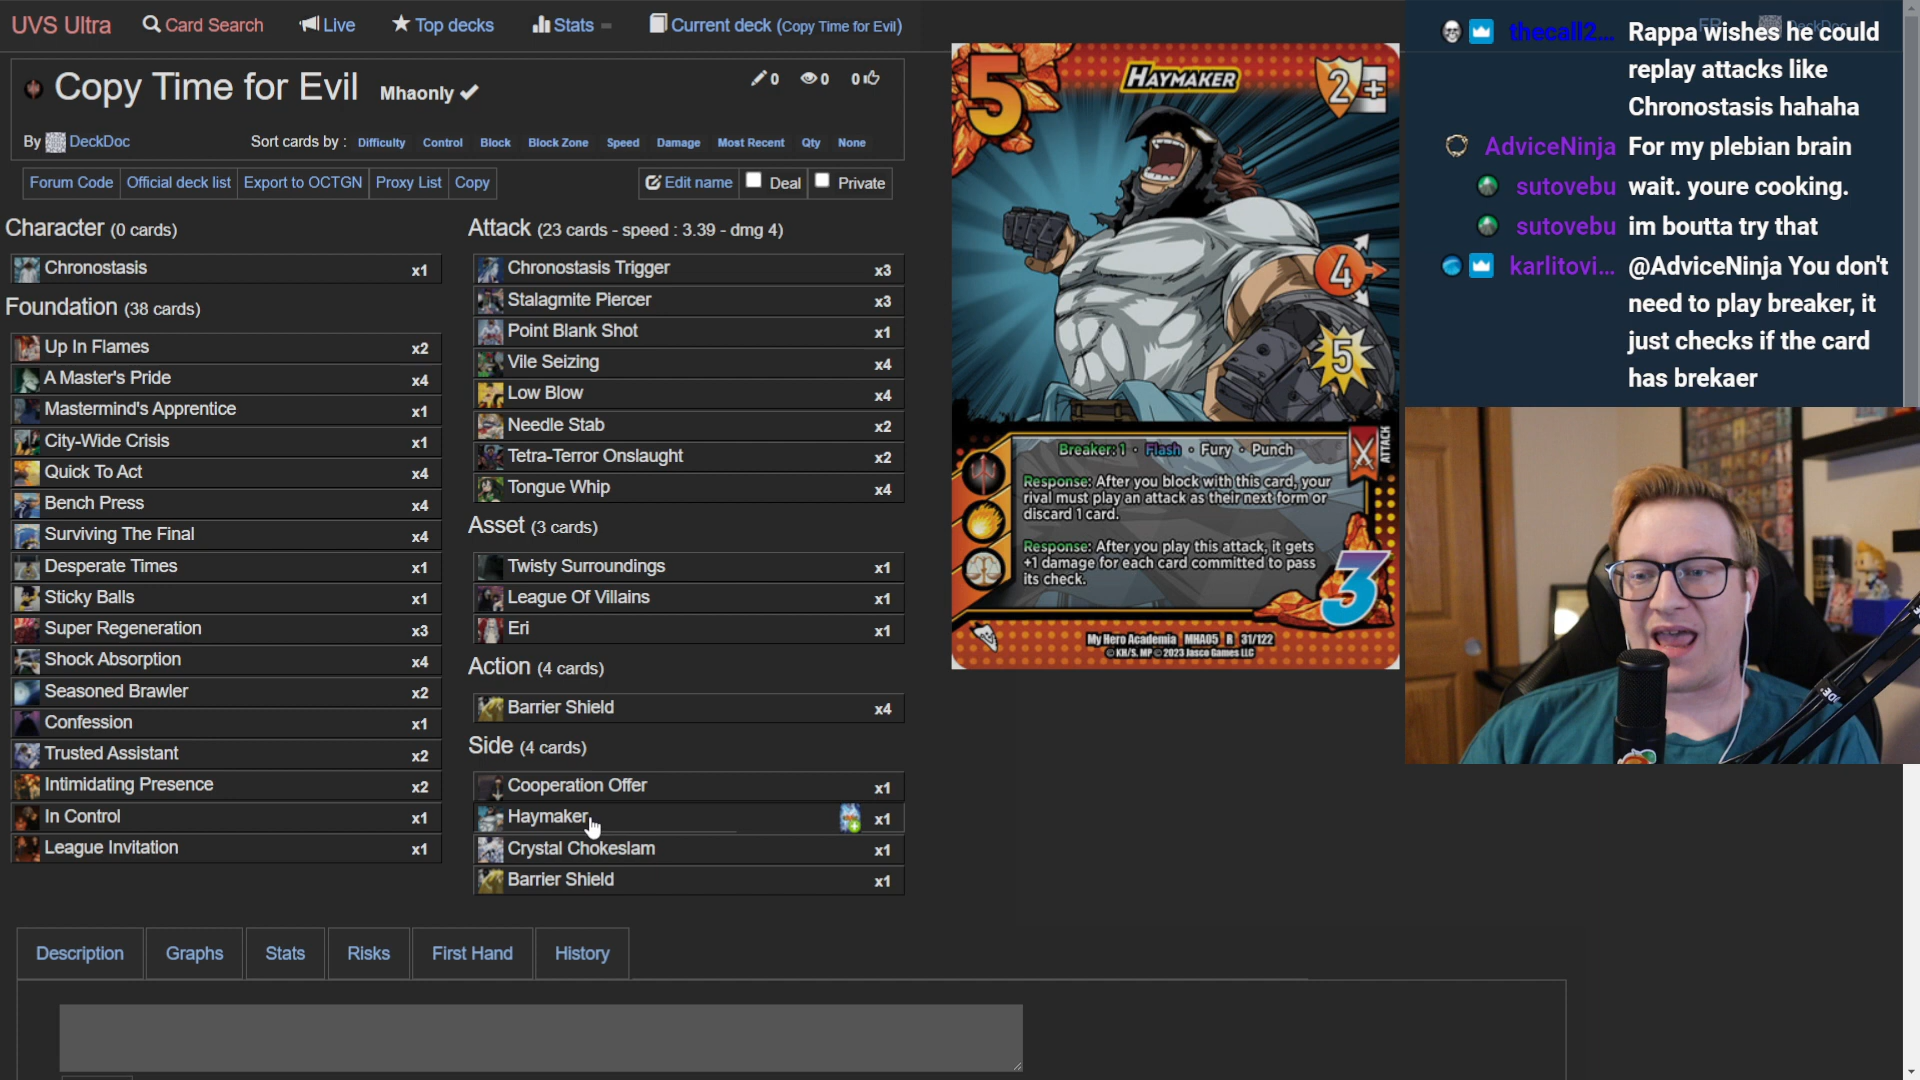 UVS Ultra
Card Search
Live
Top decks
Stats
Current deck (Copy Time for Evil)
Copy Time for Evil Mhaonly
0 0 0
By DeckDoc
Sort cards by : Difficulty Control Block Block Zone Speed Damage Most Recent Qty None
Forum Code Official deck list Export to OCTGN Proxy List Copy
Edit name Deal Private
Character (0 cards)
Chronostasis x1
Foundation (38 cards)
Up In Flames x2
A Master's Pride x4
Mastermind's Apprentice x1
City-Wide Crisis x1
Quick To Act x4
Bench Press x4
Surviving The Final x4
Desperate Times x1
Sticky Balls x1
Super Regeneration x3
Shock Absorption x4
Seasoned Brawler x2
Confession x1
Trusted Assistant x2
Intimidating Presence x2
In Control x1
League Invitation x1
Attack (23 cards - speed : 3.39 - dmg 4)
Chronostasis Trigger x3
Stalagmite Piercer x3
Point Blank Shot x1
Vile Seizing x4
Low Blow x4
Needle Stab x2
Tetra-Terror Onslaught x2
Tongue Whip x4
Asset (3 cards)
Twisty Surroundings x1
League Of Villains x1
Eri x1
Action (4 cards)
Barrier Shield x4
Side (4 cards)
Cooperation Offer x1
Haymaker x1
Crystal Chokeslam x1
Barrier Shield x1
Description Graphs Stats Risks First Hand History
5
HAYMAKER
2+
4
5
ATTACK
Breaker: 1 • Flash • Fury • Punch
Response: After you block with this card, your
rival must play an attack as their next form or
discard 1 card.
Response: After you play this attack, it gets
+1 damage for each card committed to pass
its check.
3
My Hero Academia MHA05 R 31/122
© KH/S. MP © 2023 Jasco Games LLC
FR DeckDoc
thecall2... Rappa wishes he could
replay attacks like
Chronostasis hahaha
AdviceNinja For my plebian brain
sutovebu wait. youre cooking.
sutovebu im boutta try that
karlitovi... @AdviceNinja You don't
need to play breaker, it
just checks if the card
has brekaer